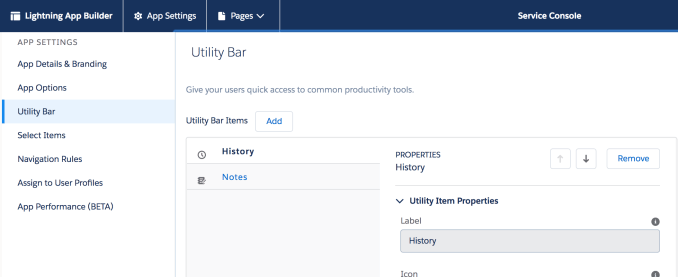 Lightning App Builder App Settings Pages Service Console
APP SETTINGS
App Details & Branding
App Options
Utility Bar
Select Items
Navigation Rules
Assign to User Profiles
App Performance (BETA)
Utility Bar
Give your users quick access to common productivity tools.
Utility Bar Items Add
History
Notes
PROPERTIES
History
Remove
Utility Item Properties
Label
History
Icon